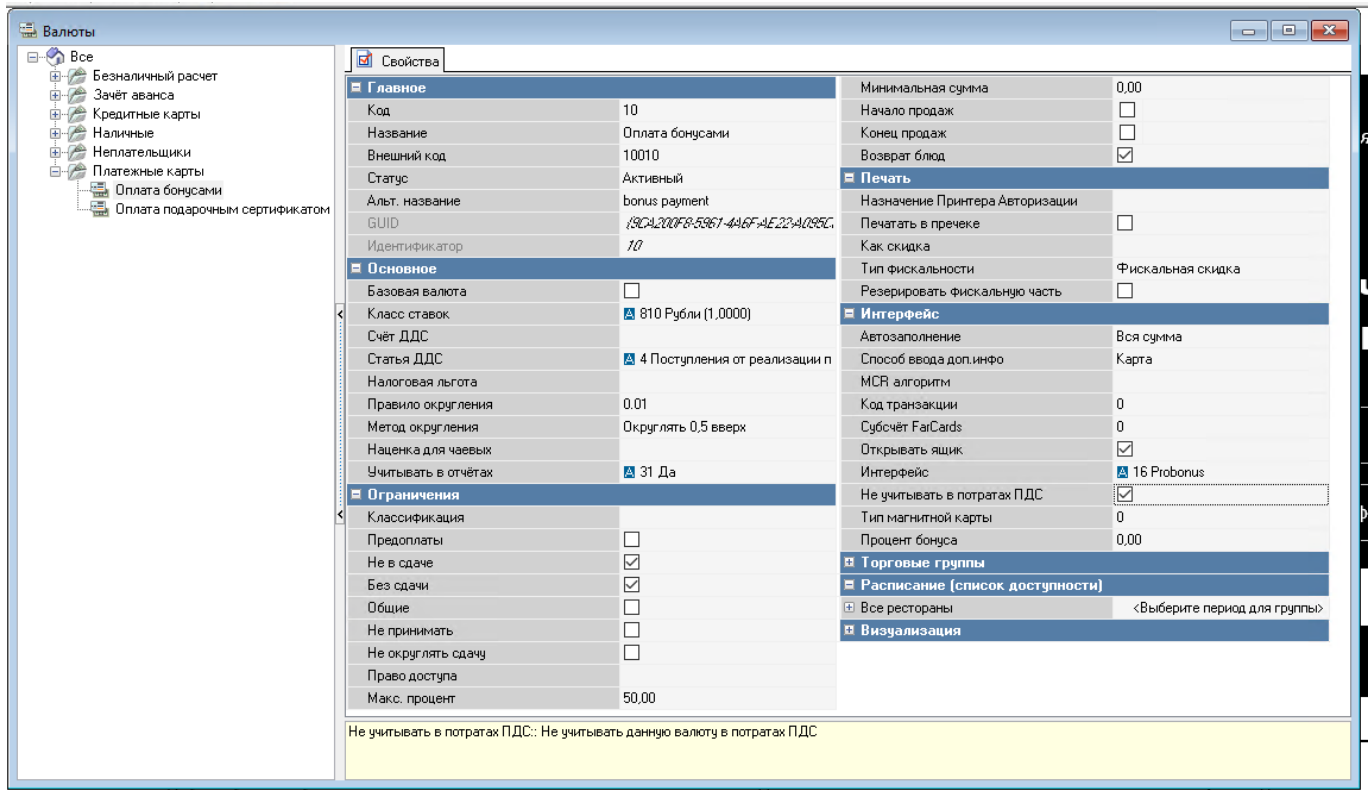 Валюты
Все
Безналичный расчет
Зачёт аванса
Кредитные карты
Наличные
Неплательщики
Платежные карты
Оплата бонусами
Оплата подарочным сертификатом
Свойства
Главное
Код 10
Название Оплата бонусами
Внешний код 10010
Статус Активный
Альт. название bonus payment
GUID
Идентификатор 10
Основное
Базовая валюта
Класс ставок 810 Рубли (1,0000)
Счёт ДДС
Статья ДДС 4 Поступления от реализации п
Налоговая льгота
Правило округления 0.01
Метод округления Округлять 0,5 вверх
Наценка для чаевых
Учитывать в отчётах 31 Да
Ограничения
Классификация
Предоплаты
Не в сдаче
Без сдачи
Общие
Не принимать
Не округлять сдачу
Право доступа
Макс. процент 50,00
Минимальная сумма 0,00
Начало продаж
Конец продаж
Возврат блюд
Печать
Назначение Принтера Авторизации
Печатать в пречеке
Как скидка
Тип фискальности Фискальная скидка
Резерировать фискальную часть
Интерфейс
Автозаполнение Вся сумма
Способ ввода доп.инфо Карта
MCR алгоритм
Код транзакции 0
Субсчёт FarCards 0
Открывать ящик
Интерфейс 16 Probonus
Не учитывать в потратах ПДС
Тип магнитной карты 0
Процент бонуса 0,00
Торговые группы
Расписание (список доступности)
Все рестораны <Выберите период для группы>
Визуализация
Не учитывать в потратах ПДС:: Не учитывать данную валюту в потратах ПДС